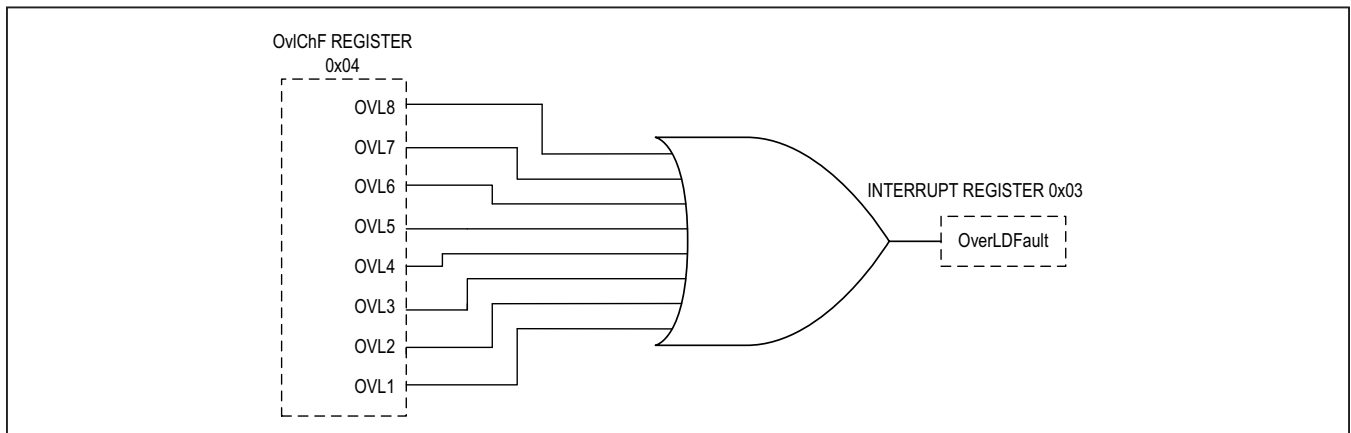 OvlChF REGISTER
0x04
OVL8
OVL7
OVL6
OVL5
OVL4
OVL3
OVL2
OVL1
INTERRUPT REGISTER 0x03
OverLDFault